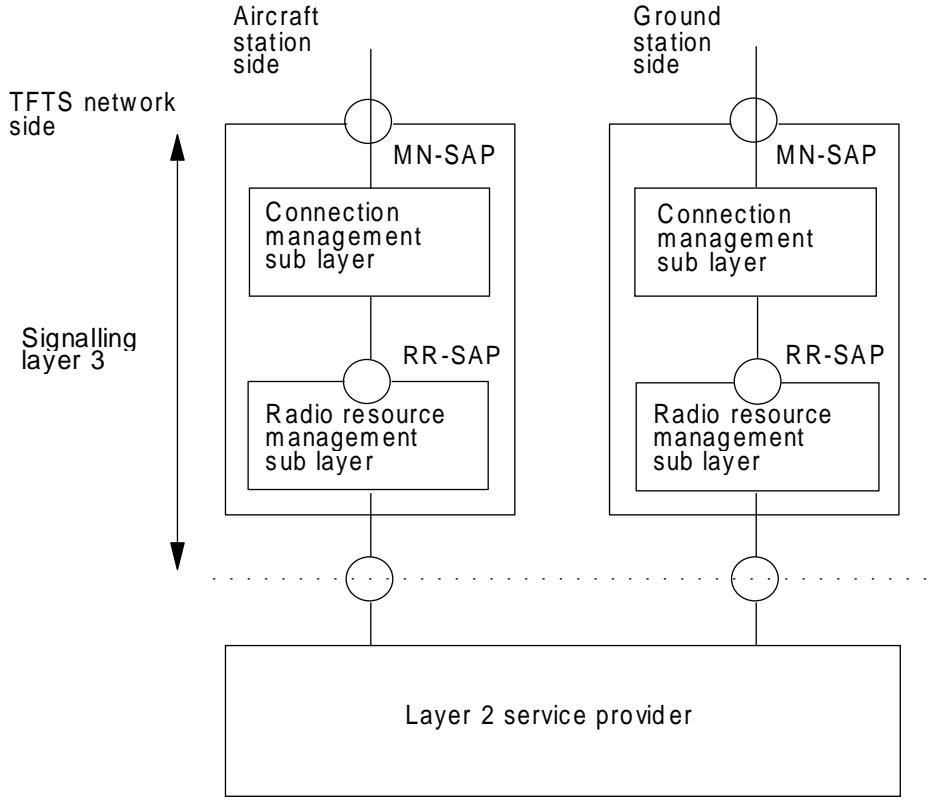 Aircraft
station
side
Ground
station
side
TFTS network
side
MN-SAP
MN-SAP
Connection
management
sub layer
Connection
management
sub layer
Signalling
layer 3
RR-SAP
RR-SAP
Radio resource
management
sub layer
Radio resource
management
sub layer
Layer 2 service provider